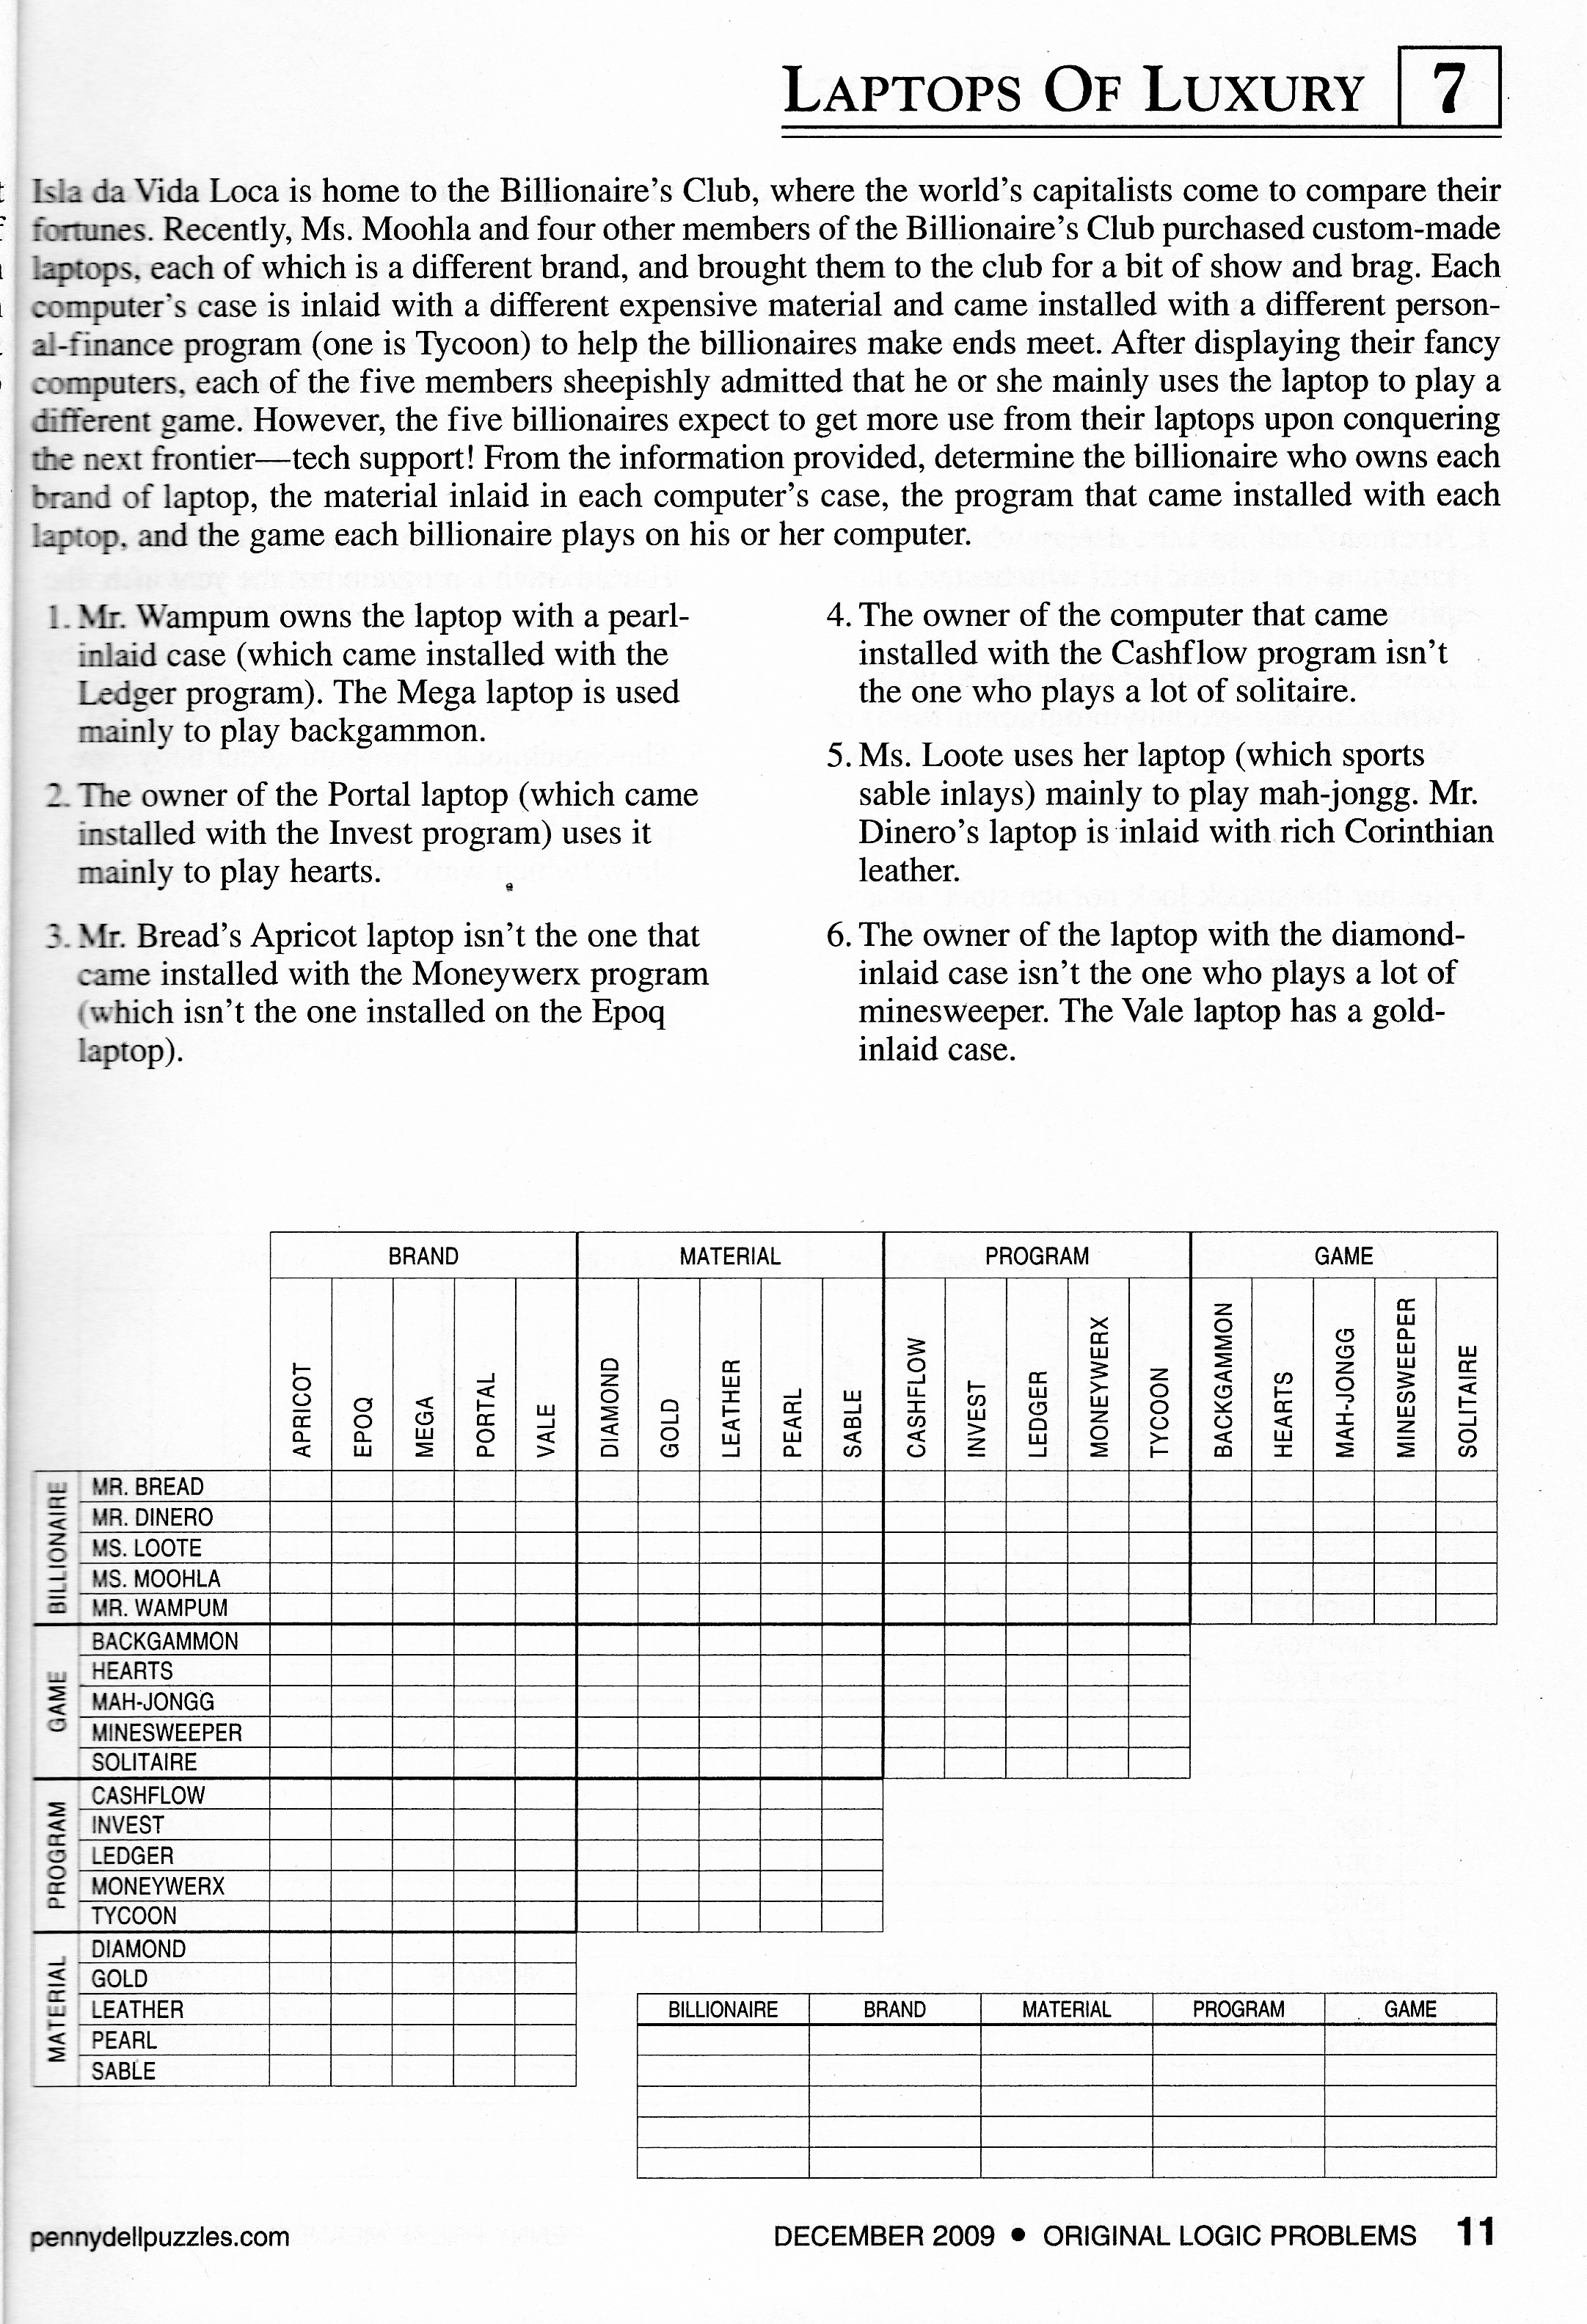 LAPTOPS OF LUXURY 7
Isla da Vida Loca is home to the Billionaire's Club, where the world's capitalists come to compare their
fortunes. Recently, Ms. Moohla and four other members of the Billionaire's Club purchased custom-made
laptops, each of which is a different brand, and brought them to the club for a bit of show and brag. Each
computer's case is inlaid with a different expensive material and came installed with a different person-
al-finance program (one is Tycoon) to help the billionaires make ends meet. After displaying their fancy
computers, each of the five members sheepishly admitted that he or she mainly uses the laptop to play a
different game. However, the five billionaires expect to get more use from their laptops upon conquering
the next frontier—tech support! From the information provided, determine the billionaire who owns each
brand of laptop, the material inlaid in each computer's case, the program that came installed with each
laptop, and the game each billionaire plays on his or her computer.
1. Mr. Wampum owns the laptop with a pearl-
inlaid case (which came installed with the
Ledger program). The Mega laptop is used
mainly to play backgammon.
2. The owner of the Portal laptop (which came
installed with the Invest program) uses it
mainly to play hearts.
3. Mr. Bread's Apricot laptop isn't the one that
came installed with the Moneywerx program
(which isn't the one installed on the Epoq
laptop).
4. The owner of the computer that came
installed with the Cashflow program isn't
the one who plays a lot of solitaire.
5. Ms. Loote uses her laptop (which sports
sable inlays) mainly to play mah-jongg. Mr.
Dinero's laptop is inlaid with rich Corinthian
leather.
6. The owner of the laptop with the diamond-
inlaid case isn't the one who plays a lot of
minesweeper. The Vale laptop has a gold-
inlaid case.
BRAND MATERIAL PROGRAM GAME
APRICOT EPOQ MEGA PORTAL VALE DIAMOND GOLD LEATHER PEARL SABLE CASHFLOW INVEST LEDGER MONEYWERX TYCOON BACKGAMMON HEARTS MAH-JONGG MINESWEEPER SOLITAIRE
BILLIONAIRE
MR. BREAD
MR. DINERO
MS. LOOTE
MS. MOOHLA
MR. WAMPUM
GAME
BACKGAMMON
HEARTS
MAH-JONGG
MINESWEEPER
SOLITAIRE
PROGRAM
CASHFLOW
INVEST
LEDGER
MONEYWERX
TYCOON
MATERIAL
DIAMOND
GOLD
LEATHER
PEARL
SABLE
BILLIONAIRE BRAND MATERIAL PROGRAM GAME
pennydellpuzzles.com DECEMBER 2009 • ORIGINAL LOGIC PROBLEMS 11